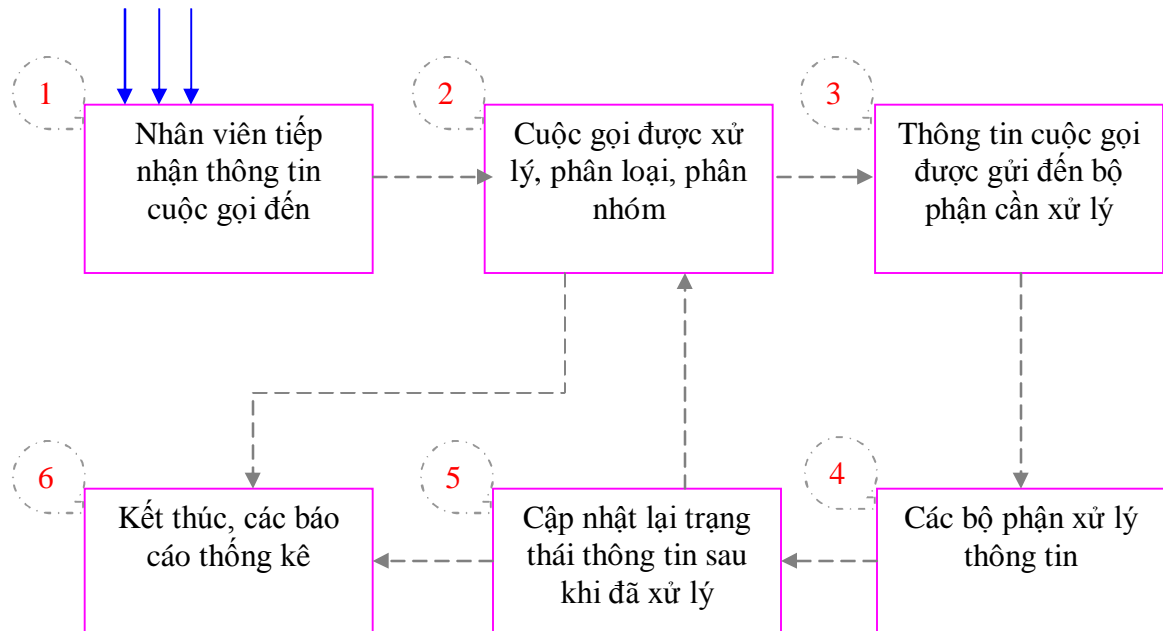 1
Nhân viên tiếp
nhận thông tin
cuộc gọi đến
2
Cuộc gọi được xử
lý, phân loại, phân
nhóm
3
Thông tin cuộc gọi
được gửi đến bộ
phận cần xử lý
4
Các bộ phận xử lý
thông tin
5
Cập nhật lại trạng
thái thông tin sau
khi đã xử lý
6
Kết thúc, các báo
cáo thống kê